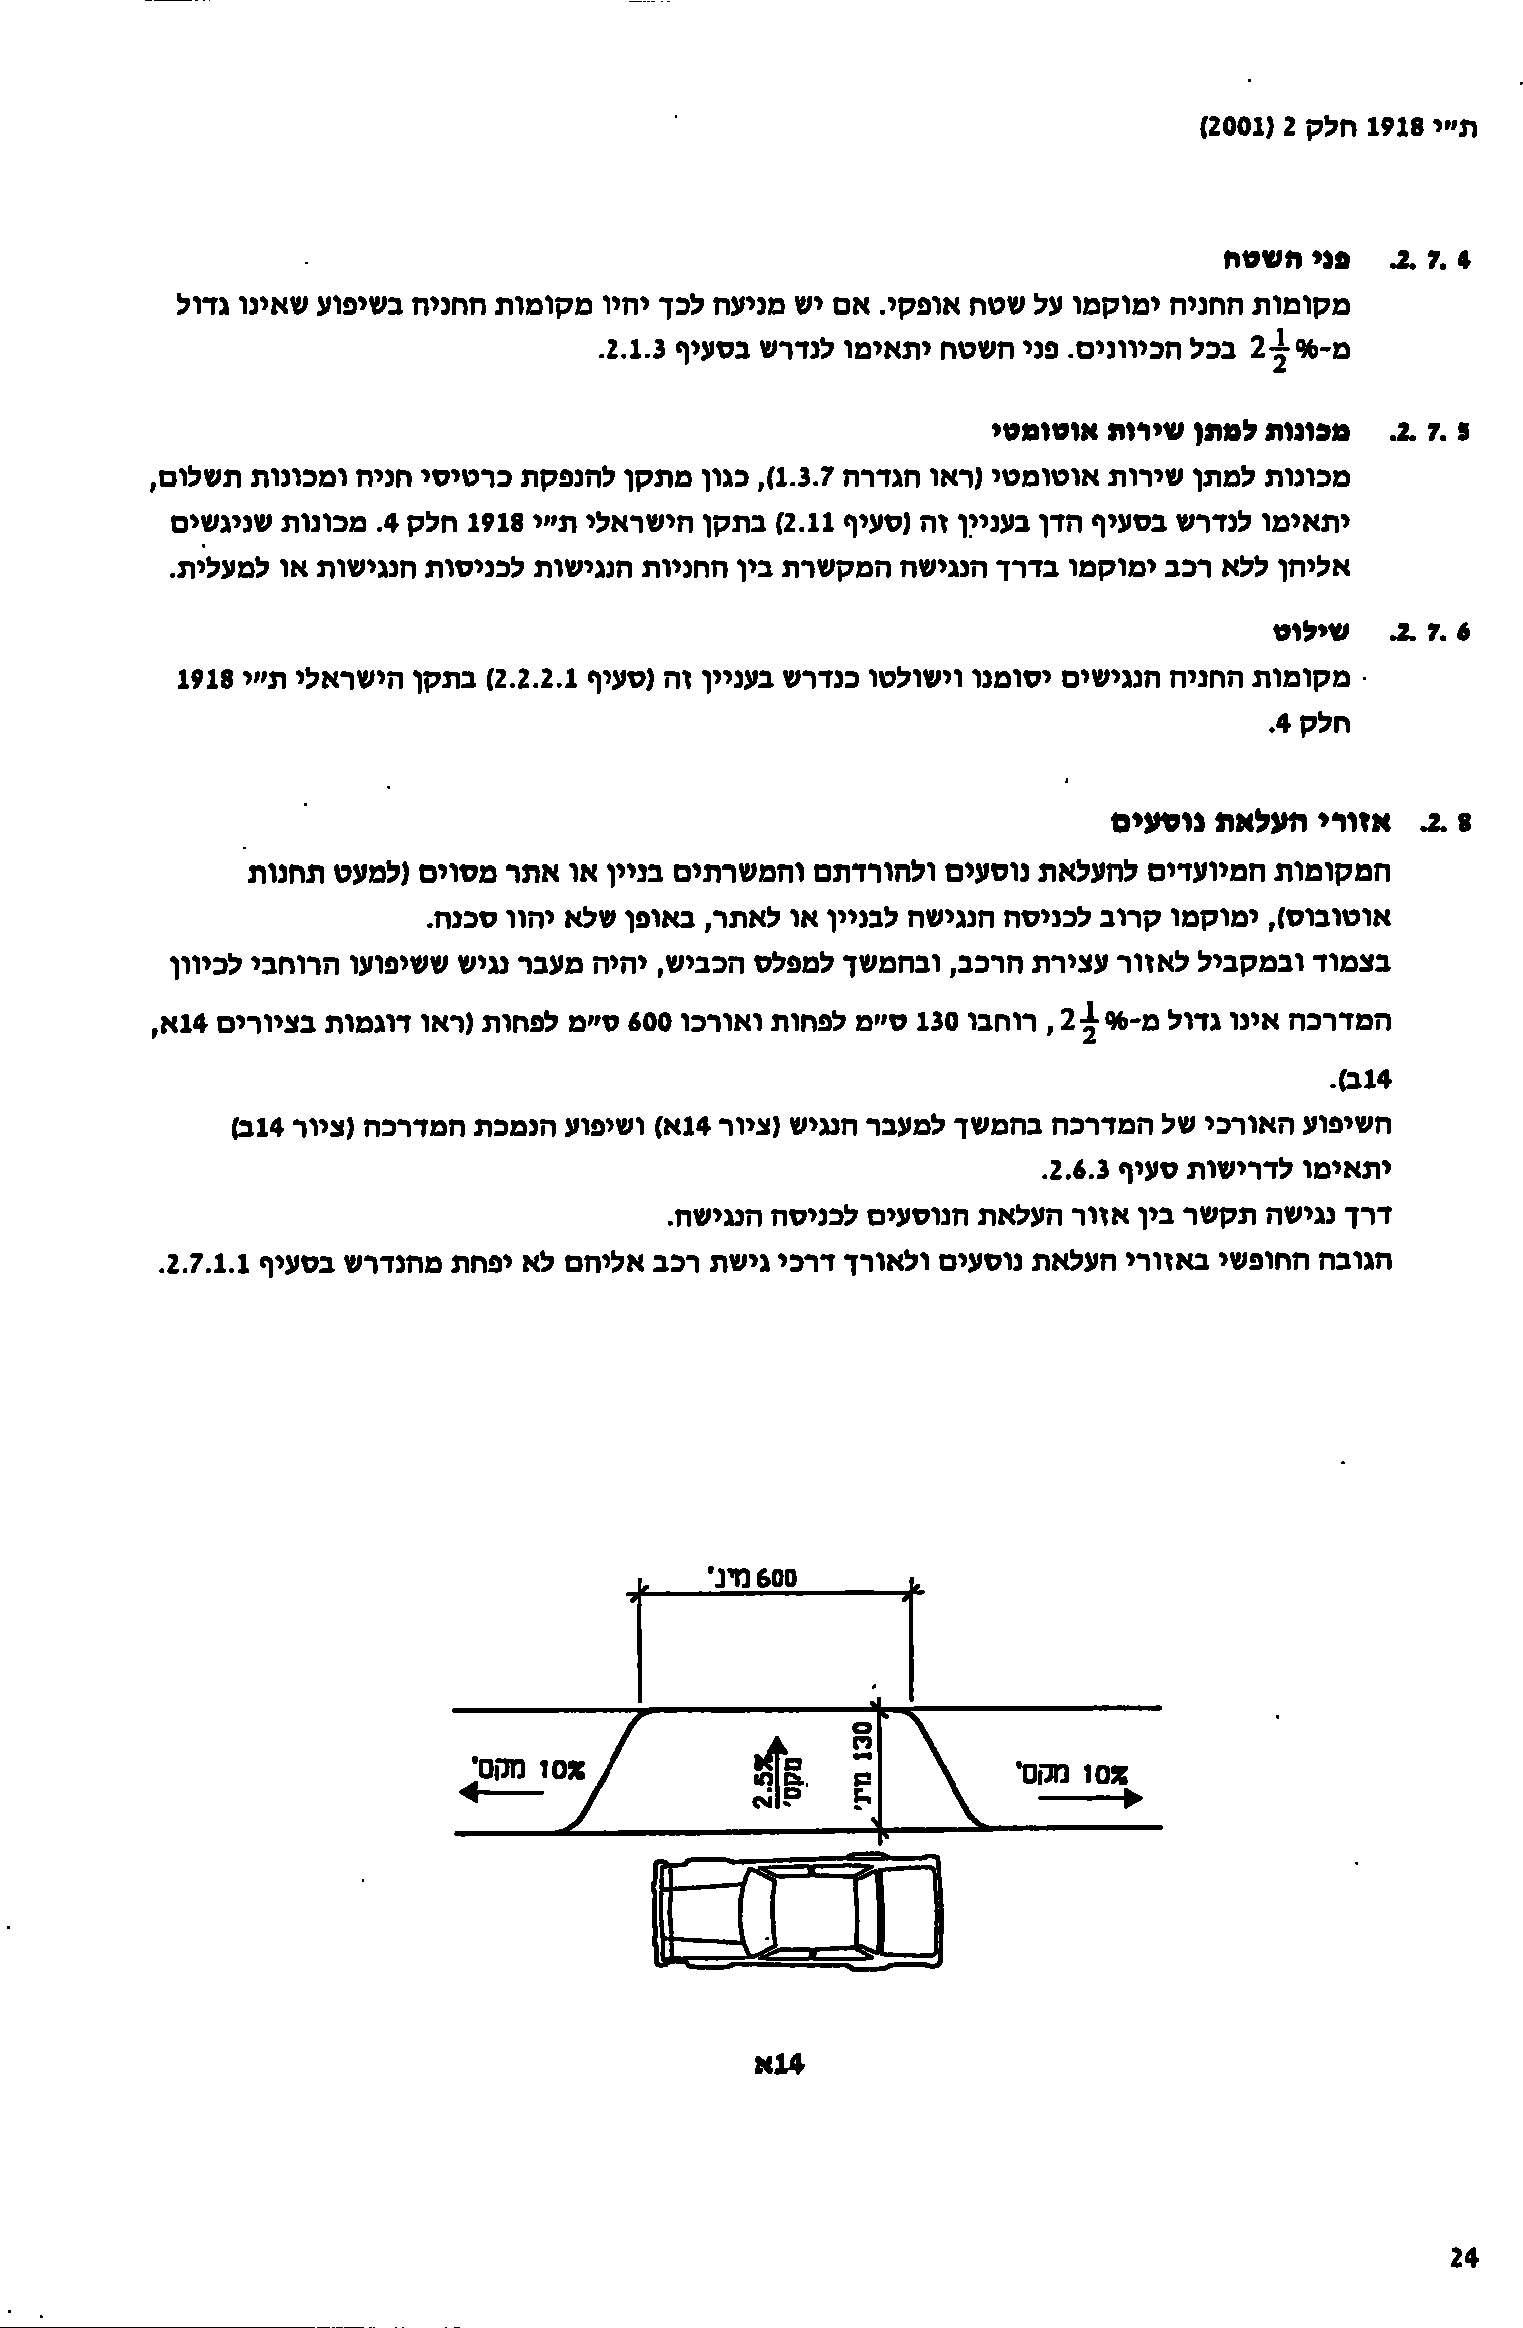 ת״י 1918 חלק 2 (2001)
2. 7. 4. פני השטח
מקומות החניה ימוקמו על שטח אופקי. אם יש מניעה לכך יהיו מקומות החניה בשיפוע שאינו גדול
מ-%2½ בכל הכיוונים. פני השטח יתאימו לנדרש בסעיף 2.1.3.
2. 7. 5. מכונות למתן שירות אוטומטי
מכונות למתן שירות אוטומטי (ראו הגדרה 1.3.7), כגון מתקן להנפקת כרטיסי חניה ומכונות תשלום,
יתאימו לנדרש בסעיף הדן בעניין זה (סעיף 2.11) בתקן הישראלי ת״י 1918 חלק 4. מכונות שניגשים
אליהן ללא רכב ימוקמו בדרך הנגישה המקשרת בין החניות הנגישות לכניסות הנגישות או למעלית.
2. 7. 6. שילוט
מקומות החניה הנגישים יסומנו וישולטו כנדרש בעניין זה (סעיף 2.2.2.1) בתקן הישראלי ת״י 1918
חלק 4.
2. 8. אזורי העלאת נוסעים
המקומות המיועדים להעלאת נוסעים ולהורדתם והמשרתים בניין או אתר מסוים (למעט תחנות
אוטובוס), ימוקמו קרוב לכניסה הנגישה לבניין או לאתר, באופן שלא יהוו סכנה.
בצמוד ובמקביל לאזור עצירת הרכב, ובהמשך למפלס הכביש, יהיה מעבר נגיש ששיפועו הרוחבי לכיוון
המדרכה אינו גדול מ-%2½, רוחבו 130 ס״מ לפחות ואורכו 600 ס״מ לפחות (ראו דוגמות בציורים 14א,
14ב).
השיפוע האורכי של המדרכה בהמשך למעבר הנגיש (ציור 14א) ושיפוע הנמכת המדרכה (ציור 14ב)
יתאימו לדרישות סעיף 2.6.3.
דרך נגישה תקשר בין אזור העלאת הנוסעים לכניסה הנגישה.
הגובה החופשי באזורי העלאת נוסעים ולאורך דרכי גישת רכב אליהם לא יפחת מהנדרש בסעיף 2.7.1.1.
600 מינ'
10% מקס'
130 מינ'
2.5% מקס'
10% מקס'
14א
24